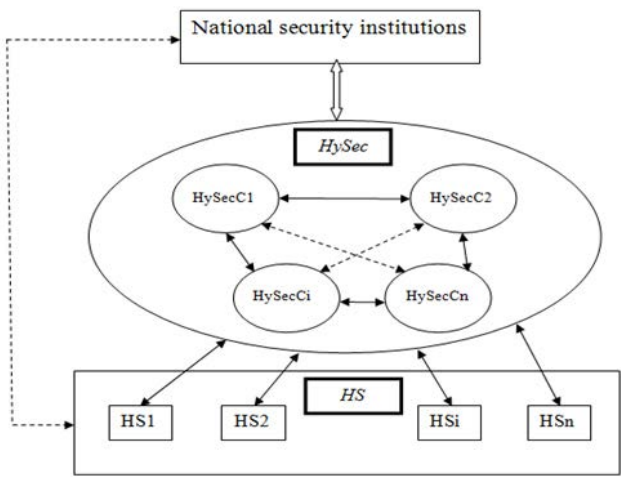 National security institutions
HySec
HySecC1
HySecC2
HySecCi
HySecCn
HS
HS1
HS2
HSi
HSn